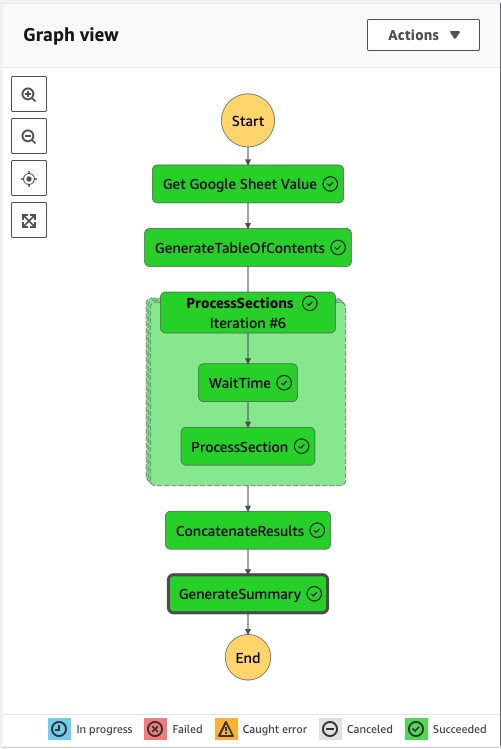 Graph view
Actions
Start
Get Google Sheet Value
GenerateTableOfContents
ProcessSections
Iteration #6
WaitTime
ProcessSection
ConcatenateResults
GenerateSummary
End
In progress Failed Caught error Canceled Succeeded